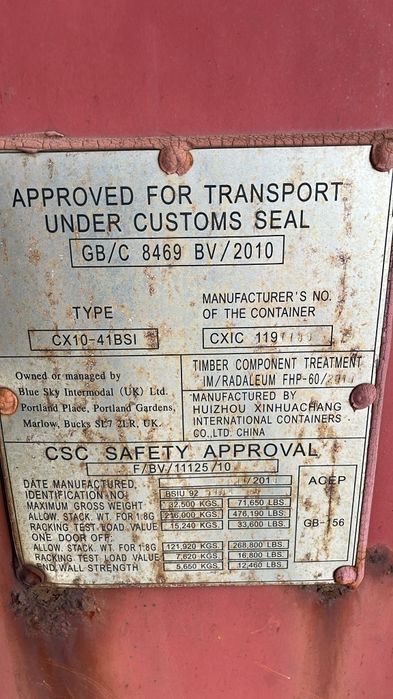 APPROVED FOR TRANSPORT
UNDER CUSTOMS SEAL
GB/C 8469 BV/2010
TYPE
CX10-41BSI
MANUFACTURER'S NO.
OF THE CONTAINER
CXIC
Owned or managed by
Blue Sky Intermodal (UK) Ltd.
Portland Place, Portland Gardens,
Marlow, Bucks SL7 2LR, UK.
TIMBER COMPONENT TREATMENT
IM/RADALEUM
MANUFACTURED BY
HUIZHOU XINHUACHANG
INTERNATIONAL CONTAINERS
CO.,LTD. CHINA
CSC SAFETY APPROVAL
F/BV/11125/10
DATE MANUFACTURED
IDENTIFICATION NO. BSIU 92
MAXIMUM GROSS WEIGHT 32,500 KGS. 71,650 LBS.
ALLOW. STACK. WT. FOR 1:8G 216,000 KGS. 476,190 LBS.
RACKING TEST LOAD VALUE 15,240 KGS. 33,600 LBS.
ONE DOOR OFF:
ALLOW. STACK. WT. FOR 1:8G 121,920 KGS. 268,800 LBS.
RACKING TEST LOAD VALUE 7,620 KGS. 16,800 LBS.
END WALL STRENGTH 5,650 KGS. 12,460 LBS.
ACEP
GB-156